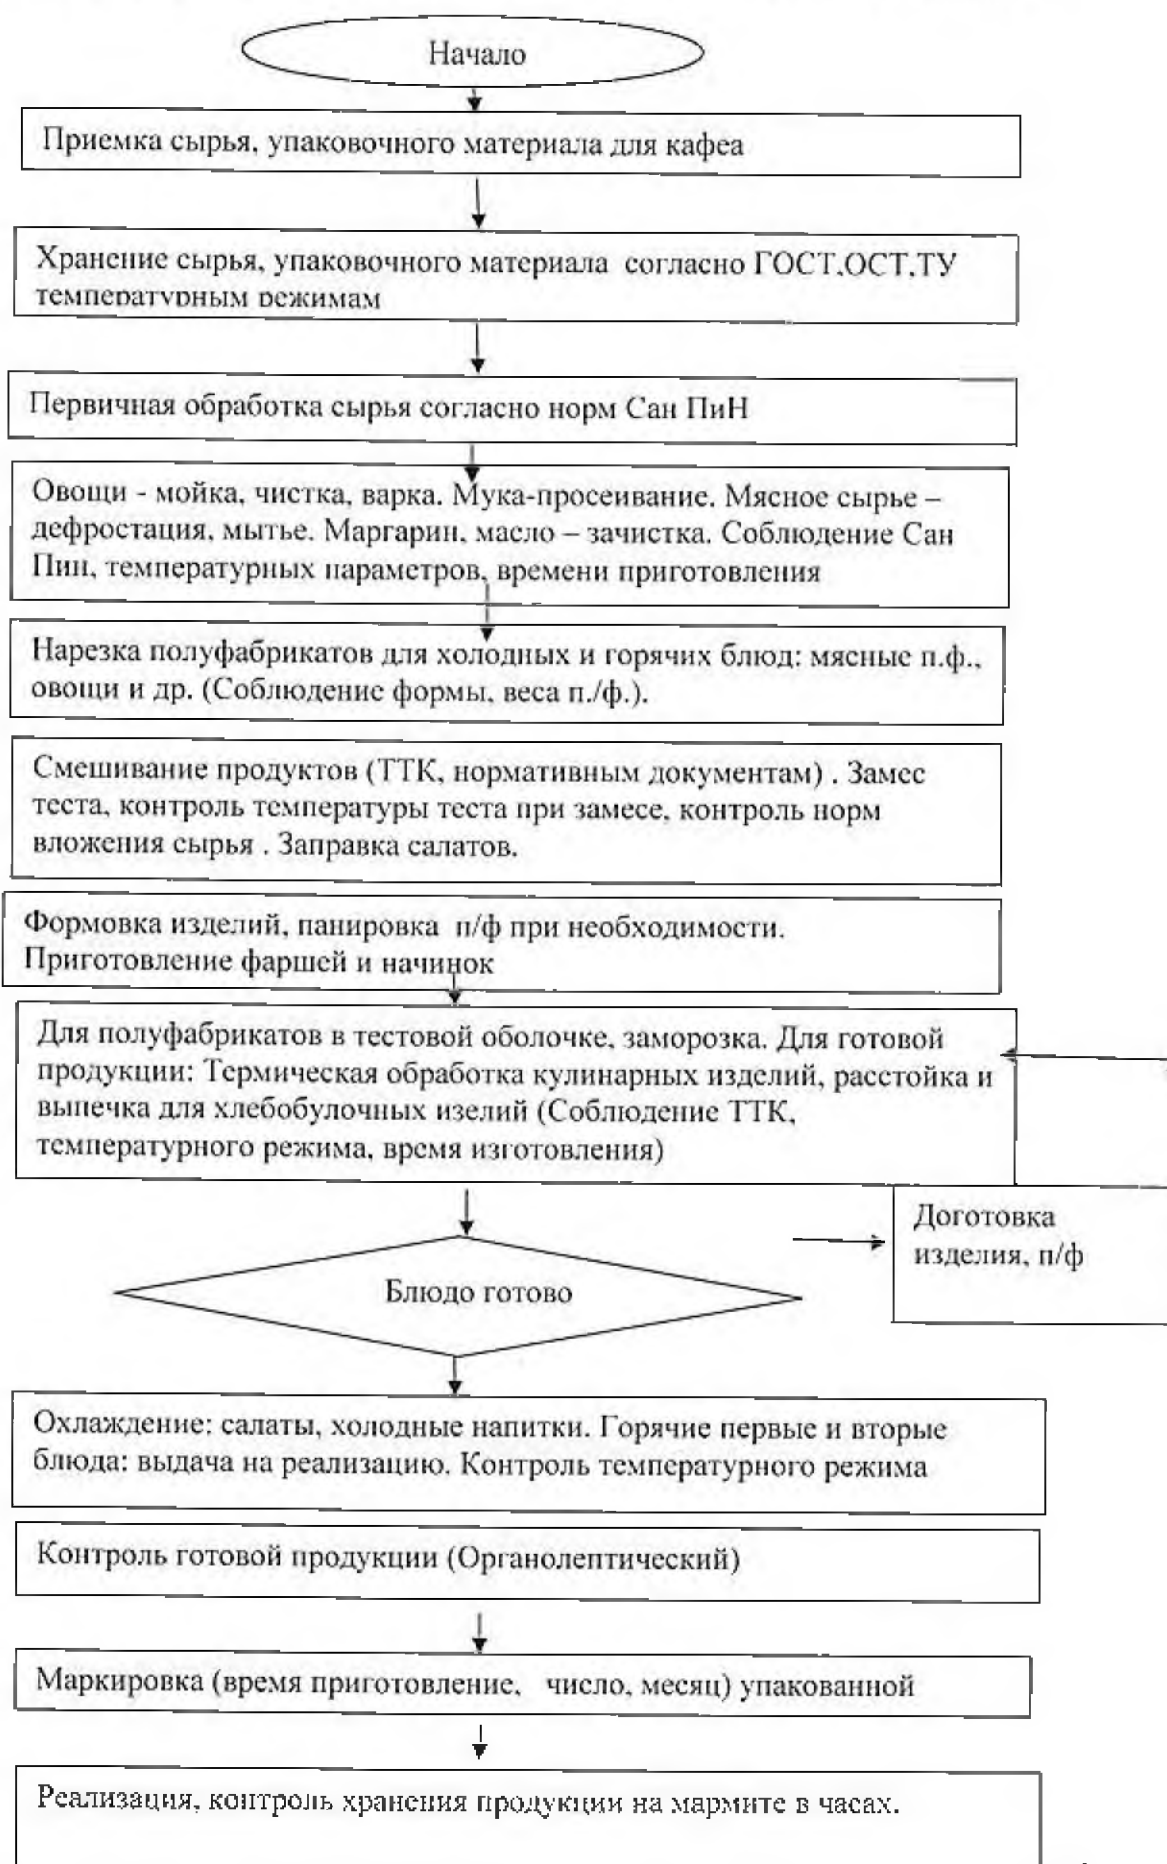 Начало
Приемка сырья, упаковочного материала для кафеа
Хранение сырья, упаковочного материала согласно ГОСТ.ОСТ.ТУ
температурным режимам
Первичная обработка сырья согласно норм Сан ПиН
Овощи - мойка, чистка, варка. Мука-просеивание. Мясное сырье –
дефростация, мытье. Маргарин, масло – зачистка. Соблюдение Сан
Пин, температурных параметров, времени приготовления
Нарезка полуфабрикатов для холодных и горячих блюд: мясные п.ф.,
овощи и др. (Соблюдение формы, веса п./ф.).
Смешивание продуктов (ТТК, нормативным документам) . Замес
теста, контроль температуры теста при замесе, контроль норм
вложения сырья . Заправка салатов.
Формовка изделий, панировка п/ф при необходимости.
Приготовление фаршей и начинок
Для полуфабрикатов в тестовой оболочке, заморозка. Для готовой
продукции: Термическая обработка кулинарных изделий, расстойка и
выпечка для хлебобулочных изелий (Соблюдение ТТК,
температурного режима, время изготовления)
Доготовка
изделия, п/ф
Блюдо готово
Охлаждение: салаты, холодные напитки. Горячие первые и вторые
блюда: выдача на реализацию. Контроль температурного режима
Контроль готовой продукции (Органолептический)
Маркировка (время приготовление, число, месяц) упакованной
Реализация, контроль хранения продукции на мармите в часах.